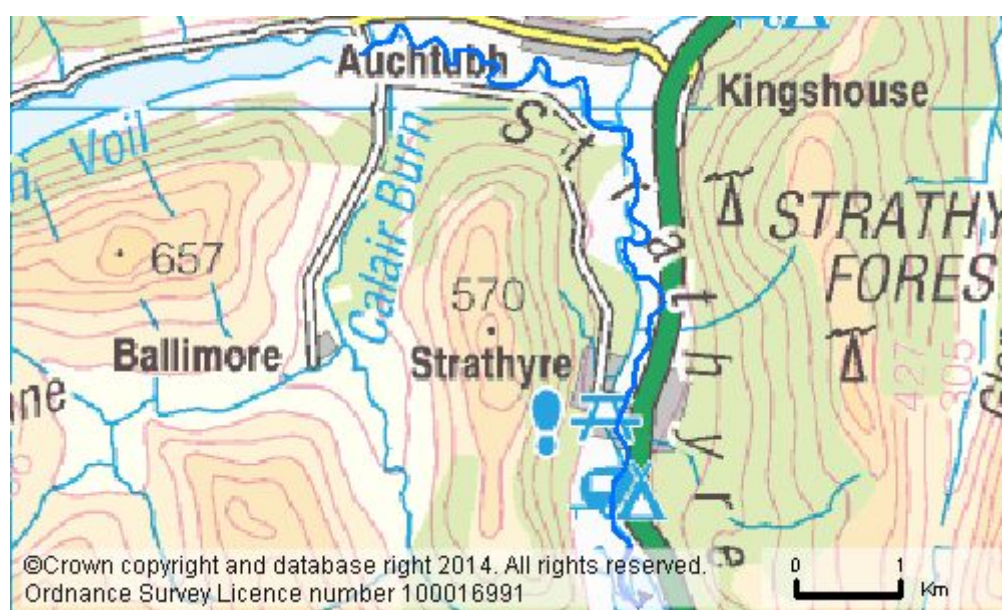 Auchtubh
Kingshouse
Voil
Calair Burn
Strathyre
STRATHY
FORES
657
570
Ballimore
Strathyre
427
305
©Crown copyright and database right 2014. All rights reserved.
Ordnance Survey Licence number 100016991
0 1
Km